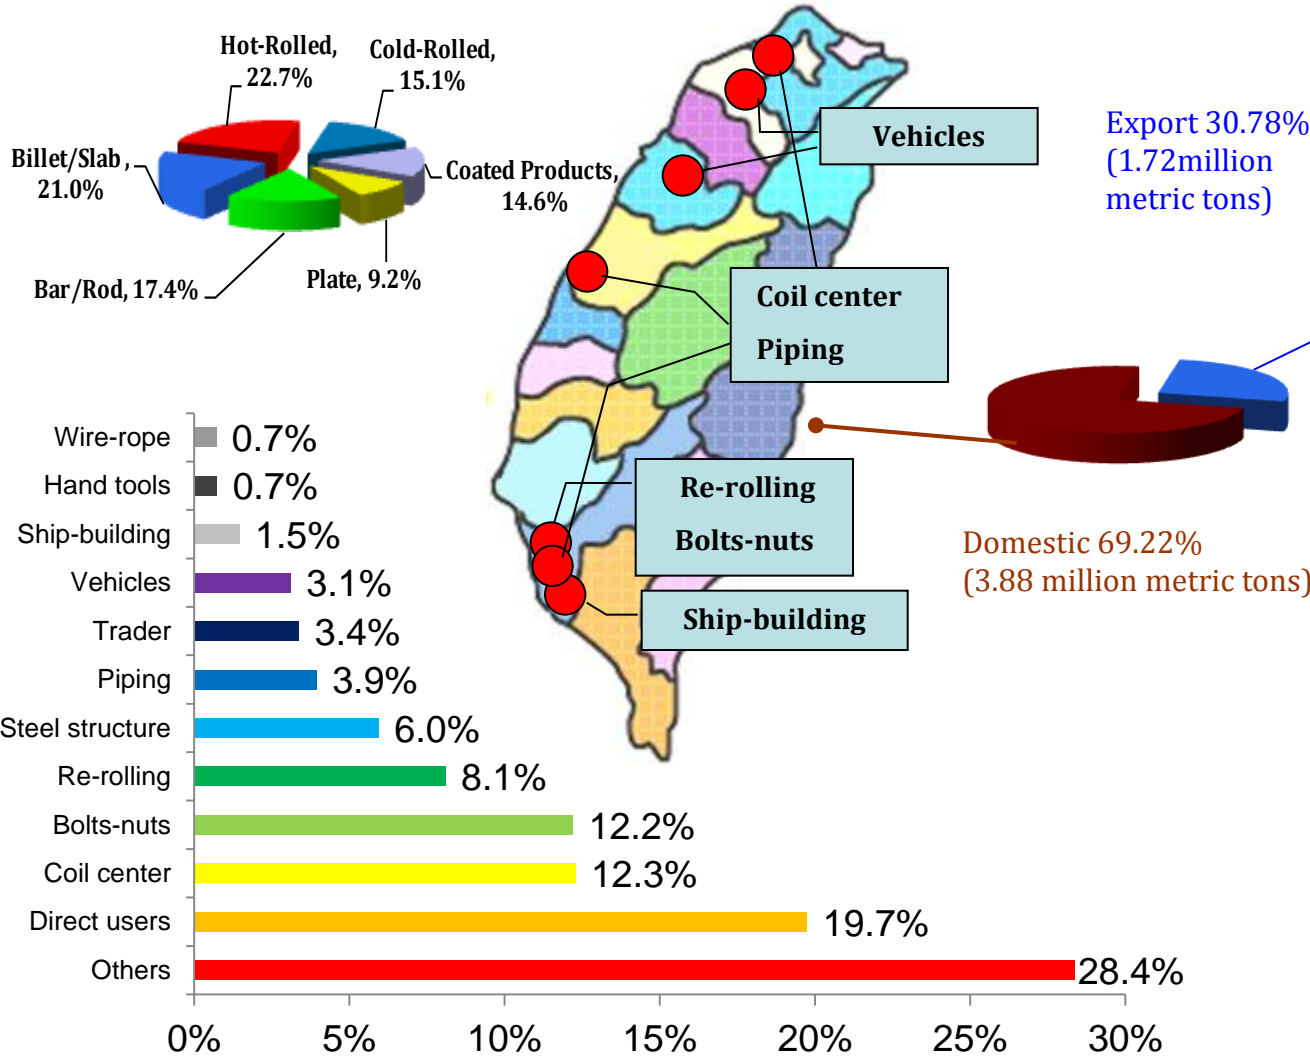 Hot-Rolled,
22.7%
Cold-Rolled,
15.1%
Billet/Slab ,
21.0%
Coated Products,
14.6%
Bar/Rod, 17.4%
Plate, 9.2%
Vehicles
Export 30.78%
(1.72million
metric tons)
Coil center
Piping
Re-rolling
Bolts-nuts
Ship-building
Domestic 69.22%
(3.88 million metric tons)
Wire-rope 0.7%
Hand tools 0.7%
Ship-building 1.5%
Vehicles 3.1%
Trader 3.4%
Piping 3.9%
Steel structure 6.0%
Re-rolling 8.1%
Bolts-nuts 12.2%
Coil center 12.3%
Direct users 19.7%
Others 28.4%
0% 5% 10% 15% 20% 25% 30%